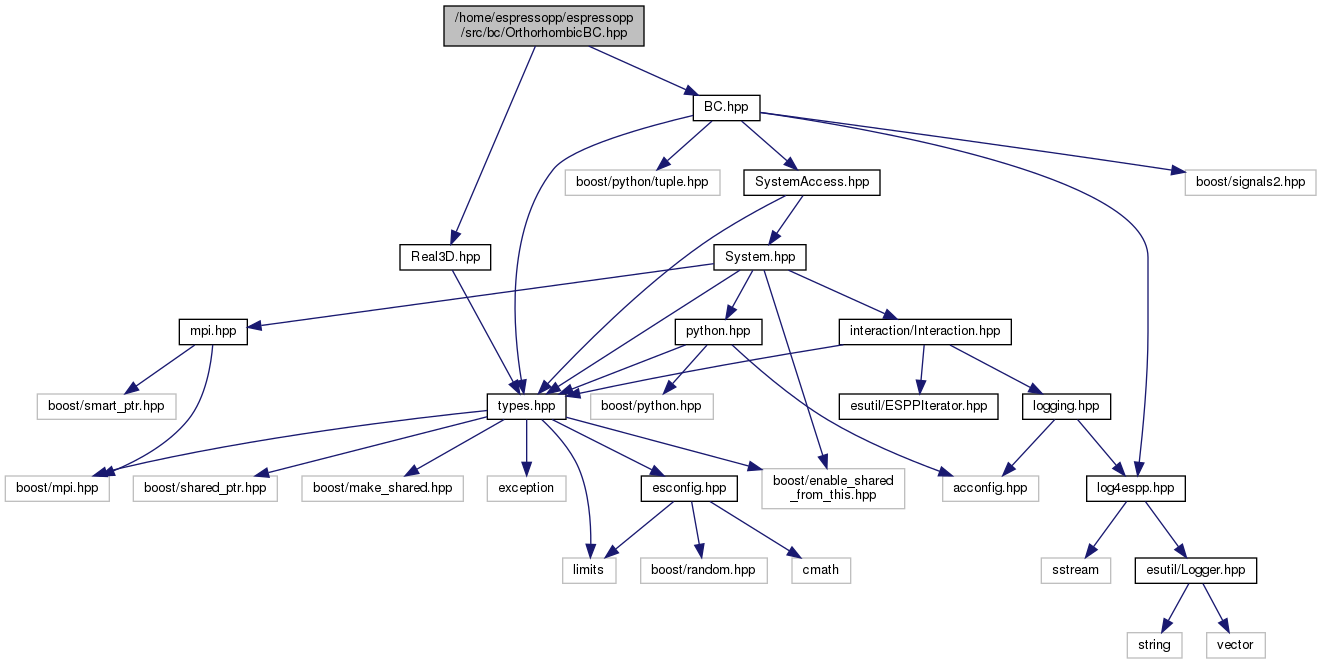 /home/espressopp/espressopp
/src/bc/OrthorhombicBC.hpp
BC.hpp
boost/python/tuple.hpp
SystemAccess.hpp
boost/signals2.hpp
Real3D.hpp
System.hpp
mpi.hpp
python.hpp
interaction/Interaction.hpp
boost/smart_ptr.hpp
types.hpp
boost/python.hpp
esutil/ESPPIterator.hpp
logging.hpp
boost/mpi.hpp
boost/shared_ptr.hpp
boost/make_shared.hpp
exception
esconfig.hpp
boost/enable_shared
_from_this.hpp
acconfig.hpp
log4espp.hpp
limits
boost/random.hpp
cmath
sstream
esutil/Logger.hpp
string
vector